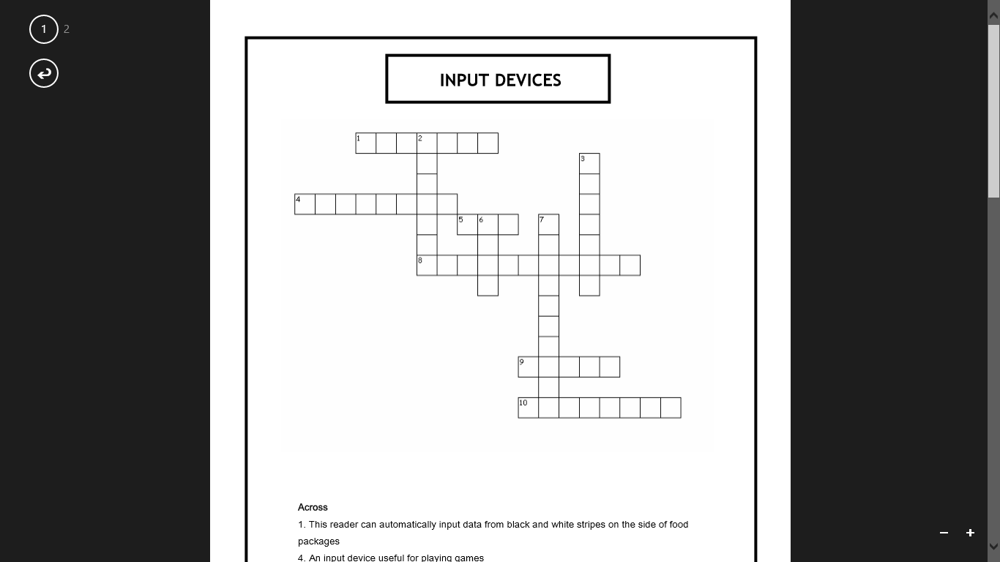 1 2
INPUT DEVICES
1 2
3
4
5 6 7
8
9
10
Across
1. This reader can automatically input data from black and white stripes on the side of food
packages
4. An input device useful for playing games